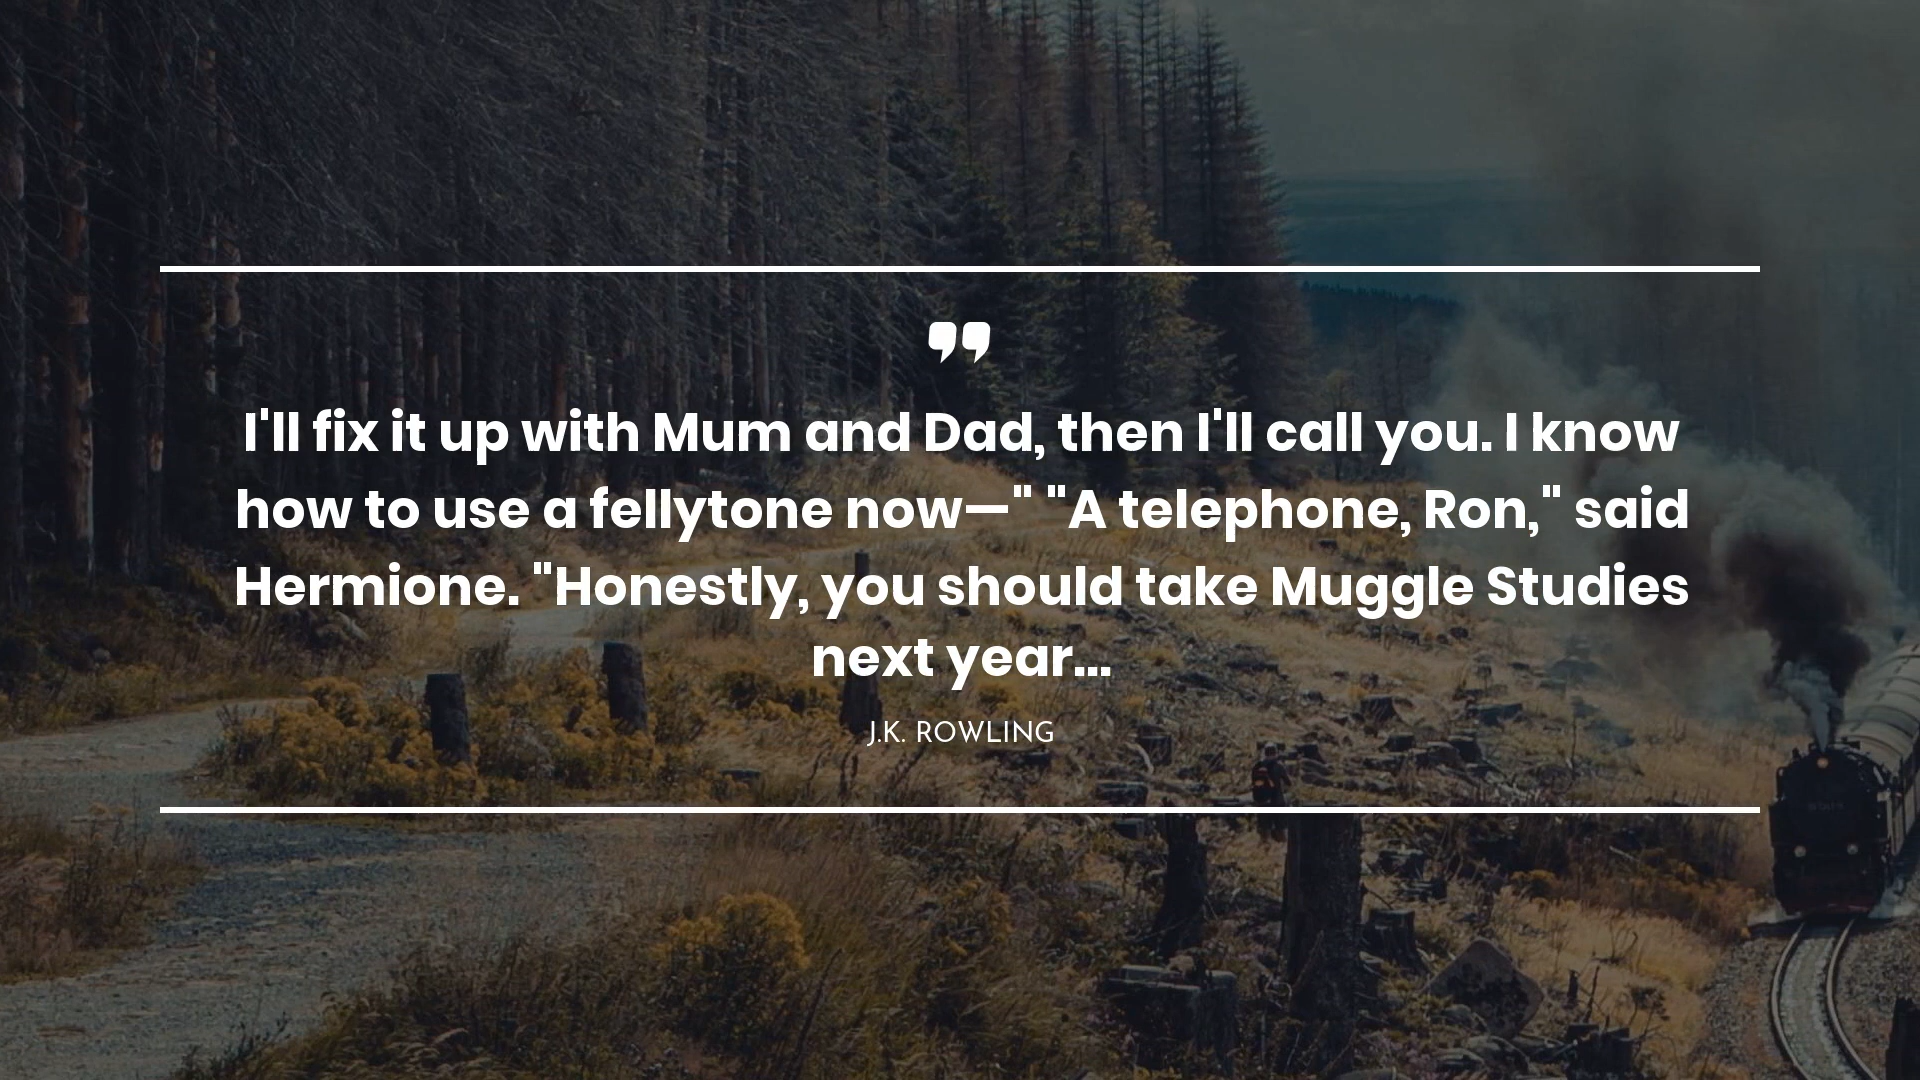 I'll fix it up with Mum and Dad, then I'll call you. I know
how to use a fellytone now—" "A telephone, Ron," said
Hermione. "Honestly, you should take Muggle Studies
next year...
J.K. ROWLING